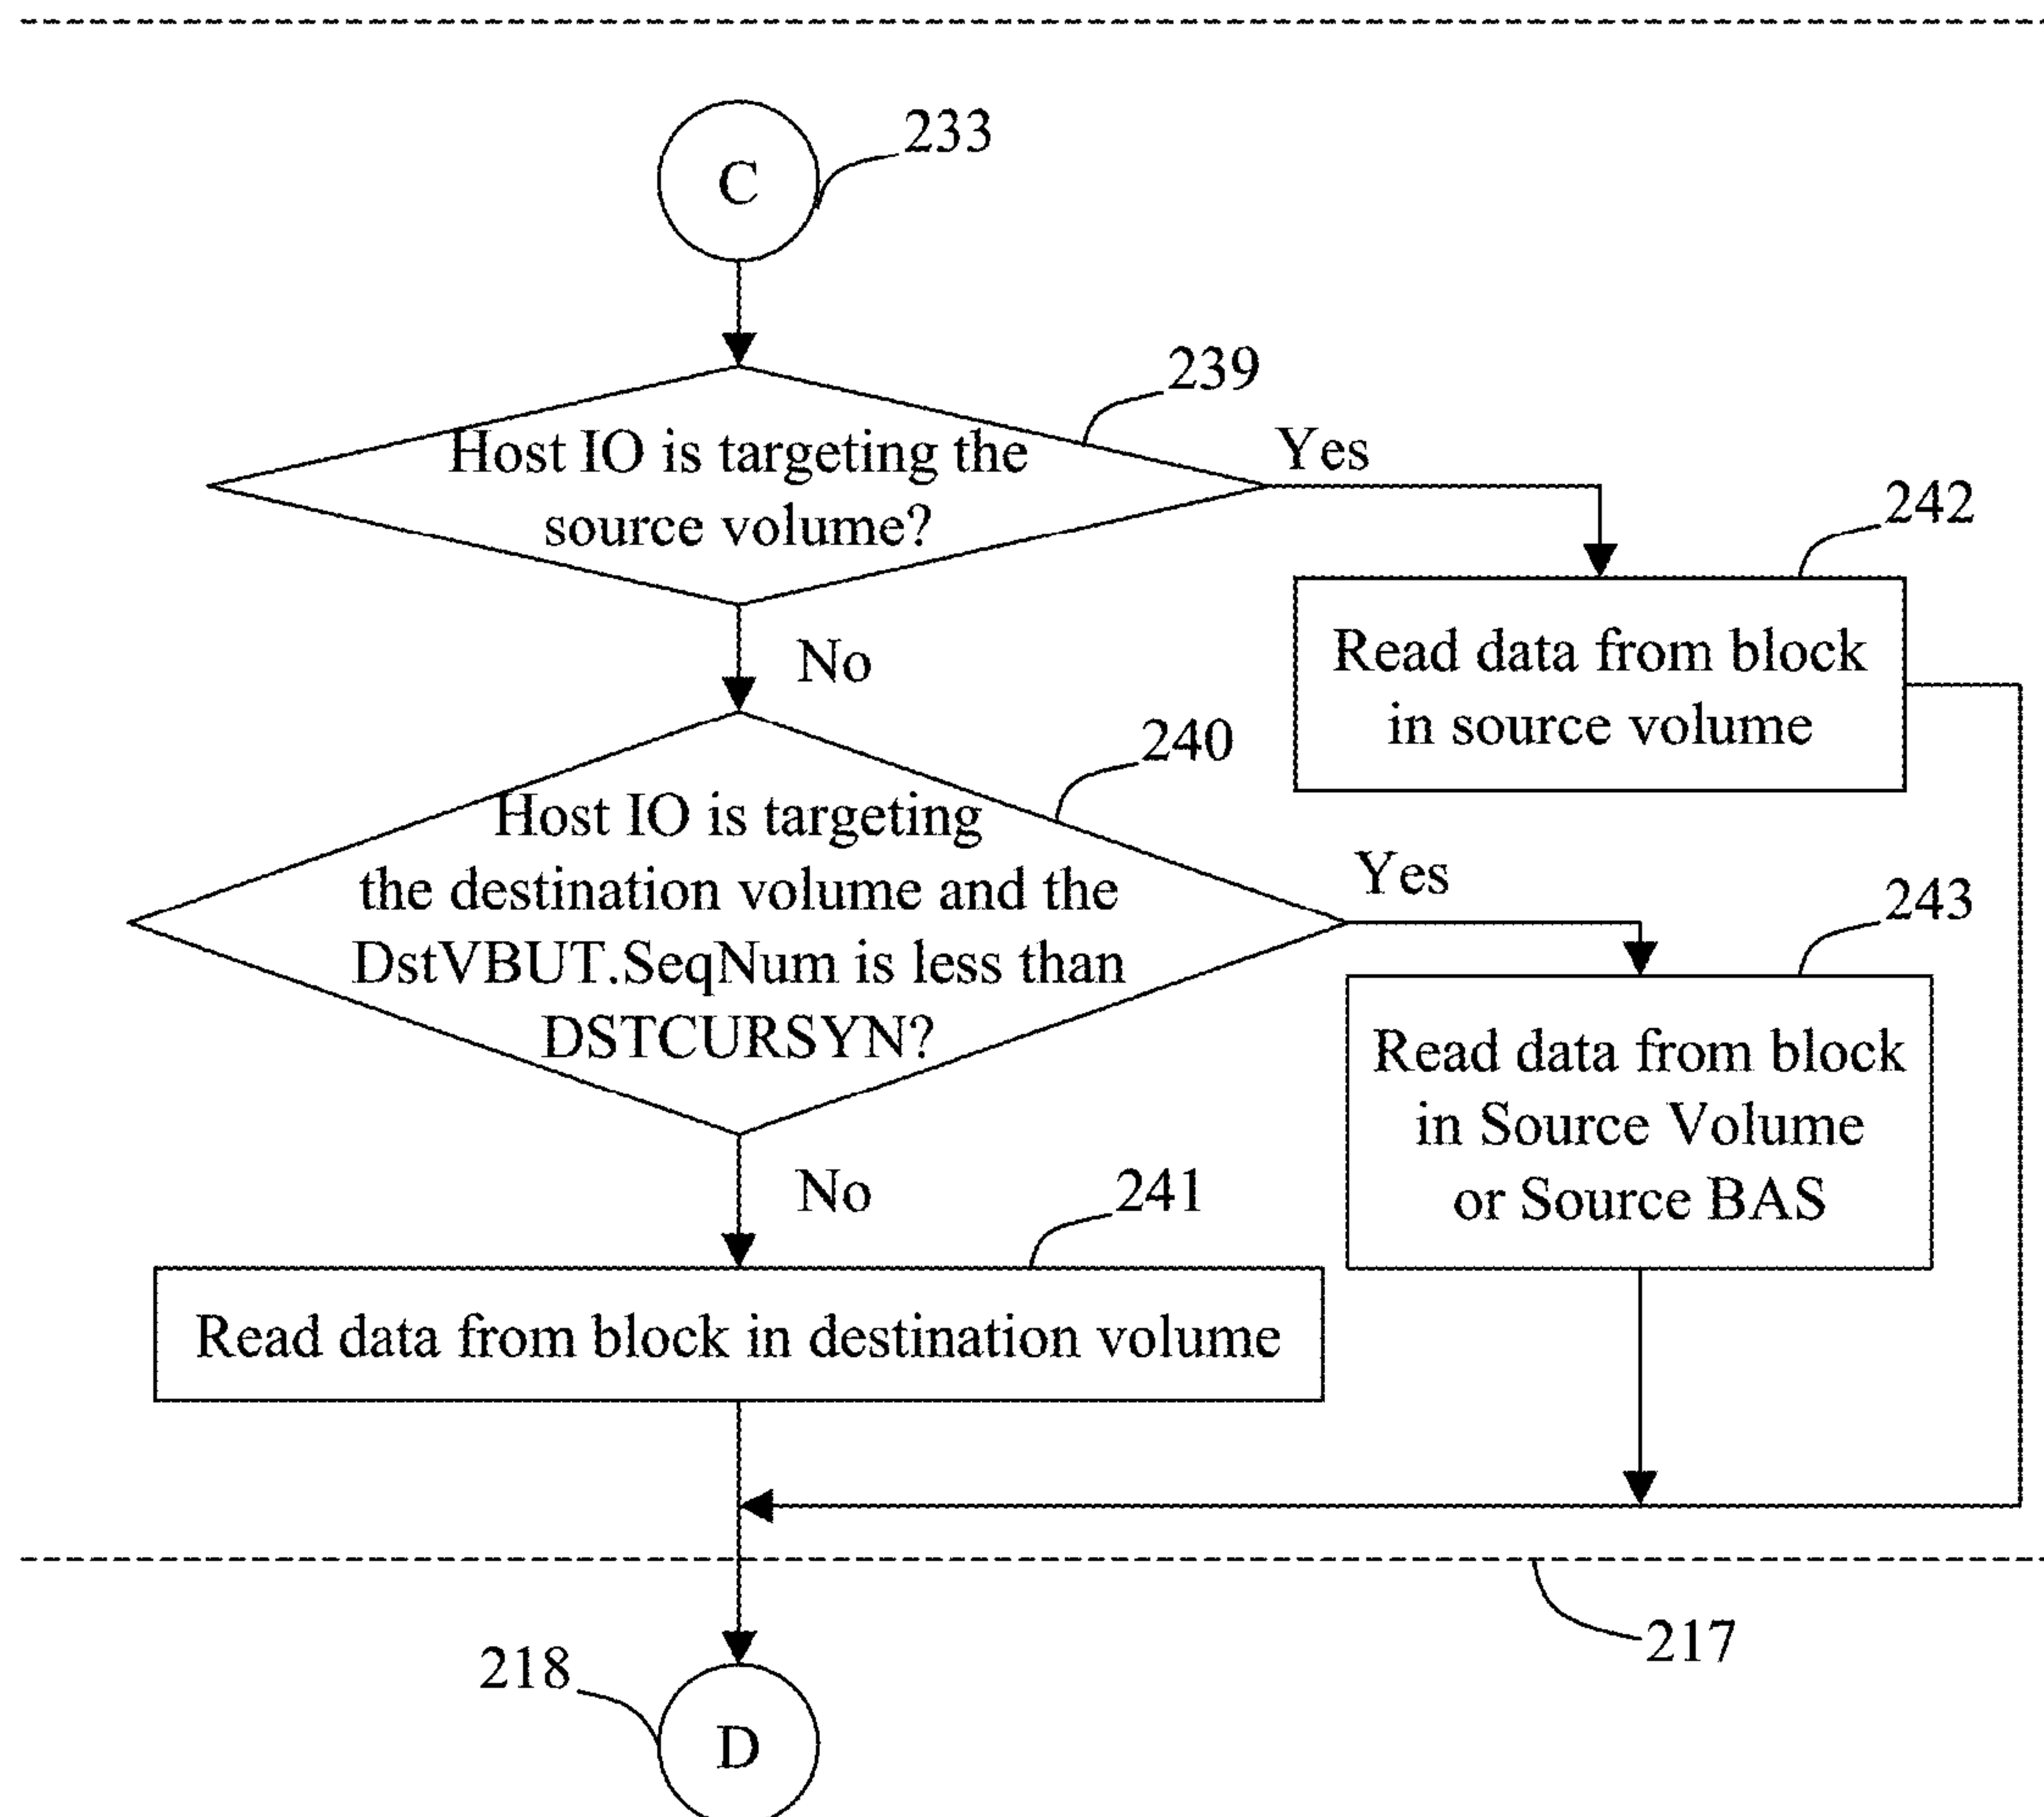 C
233
Host IO is targeting the
source volume?
239
Yes
242
Read data from block
in source volume
No
Host IO is targeting
the destination volume and the
DstVBUT.SeqNum is less than
DSTCURSYN?
240
Yes
243
Read data from block
in Source Volume
or Source BAS
No
241
Read data from block in destination volume
217
218
D